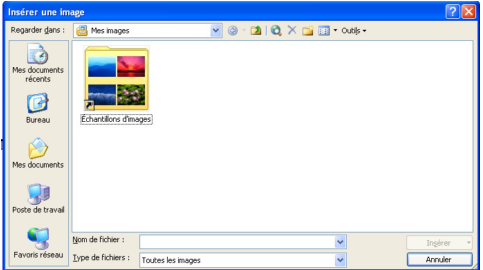 Insérer une image
Regarder dans : Mes images Outils
Mes documents
récents
Bureau
Mes documents
Poste de travail
Favoris réseau
Échantillons d'images
Nom de fichier :
Type de fichiers : Toutes les images
Insérer
Annuler